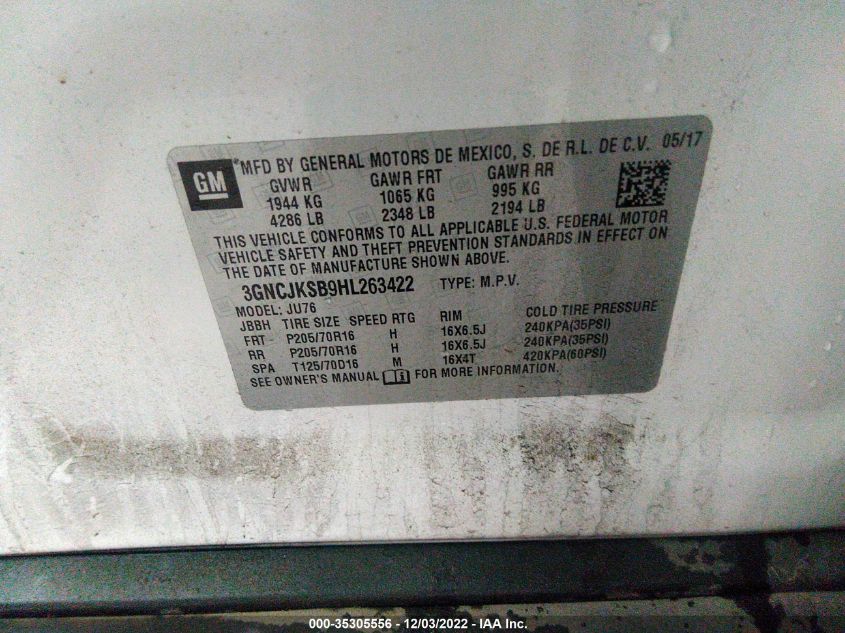 *MFD BY GENERAL MOTORS DE MEXICO, S. DE R.L. DE C.V. 05/17
GM
GVWR GAWR FRT GAWR RR
1944 KG 1065 KG 995 KG
4286 LB 2348 LB 2194 LB
THIS VEHICLE CONFORMS TO ALL APPLICABLE U.S. FEDERAL MOTOR
VEHICLE SAFETY AND THEFT PREVENTION STANDARDS IN EFFECT ON
THE DATE OF MANUFACTURE SHOWN ABOVE.
3GNCJKSB9HL263422 TYPE: M.P.V.
MODEL: JU76
JBBH TIRE SIZE SPEED RTG RIM COLD TIRE PRESSURE
FRT P205/70R16 H 16X6.5J 240KPA(35PSI)
RR P205/70R16 H 16X6.5J 240KPA(35PSI)
SPA T125/70D16 M 16X4T 420KPA(60PSI)
SEE OWNER'S MANUAL FOR MORE INFORMATION.
000-35305556 - 12/03/2022 - IAA Inc.